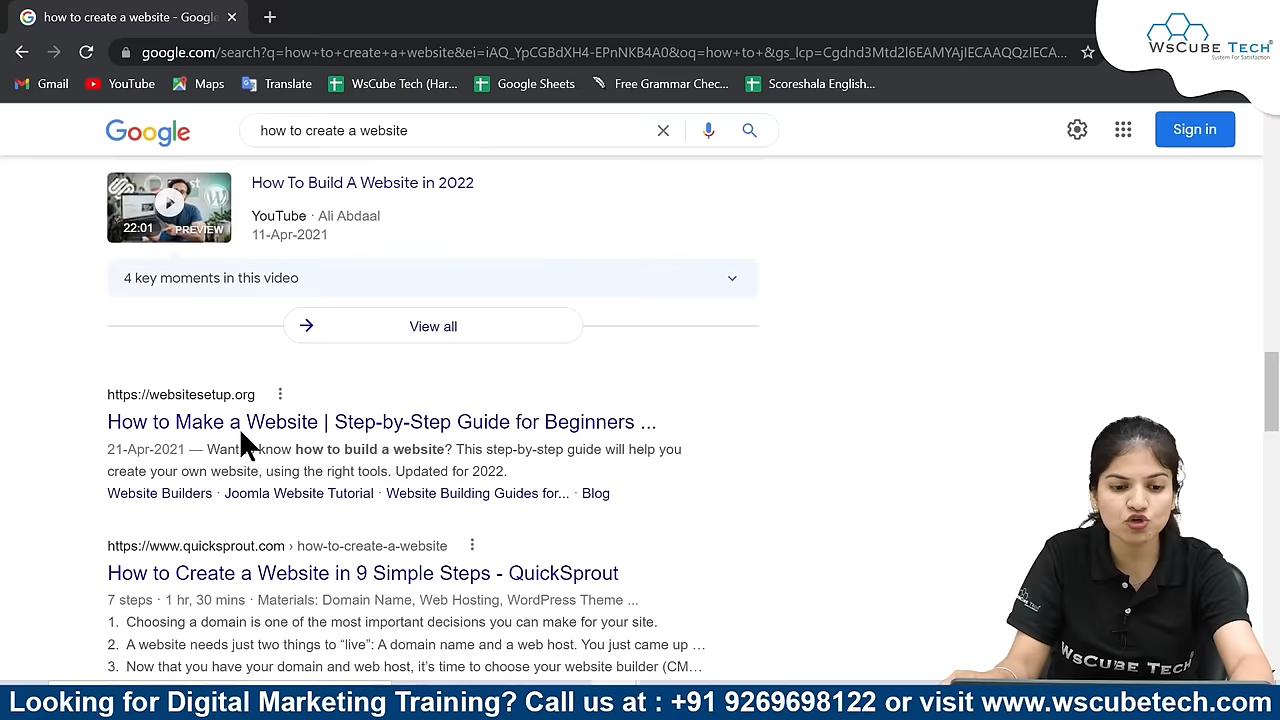 how to create a website - Google
google.com/search?q=how+to+create+a+website&ei=AQ_YpGsBqKH4-EPnNKB4A0&oq=how+to+&gs_lcp=Cgdnd3Mtd2l6EAMYAjIECAAQQzIECA...
WsCube Tech
System For Satisfaction
Gmail YouTube Maps Translate WsCube Tech (Har... Google Sheets Free Grammar Chec... Scoreshala English...
Google how to create a website Sign in
How To Build A Website in 2022
YouTube · Ali Abdaal
22:01 PREVIEW
11-Apr-2021
4 key moments in this video
View all
https://websitesetup.org
How to Make a Website | Step-by-Step Guide for Beginners ...
21-Apr-2021 — Want know how to build a website? This step-by-step guide will help you
create your own website, using the right tools. Updated for 2022.
Website Builders · Joomla Website Tutorial · Website Building Guides for... · Blog
https://www.quicksprout.com › how-to-create-a-website
How to Create a Website in 9 Simple Steps - QuickSprout
7 steps · 1 hr, 30 mins · Materials: Domain Name, Web Hosting, WordPress Theme ...
1. Choosing a domain is one of the most important decisions you can make for your site.
2. A website needs just two things to “live”: A domain name and a web host. You just came up ...
3. Now that you have your domain and web host, it's time to choose your website builder (CM...
WsCube Tech
Looking for Digital Marketing Training? Call us at : +91 9269698122 or visit www.wscubetech.com